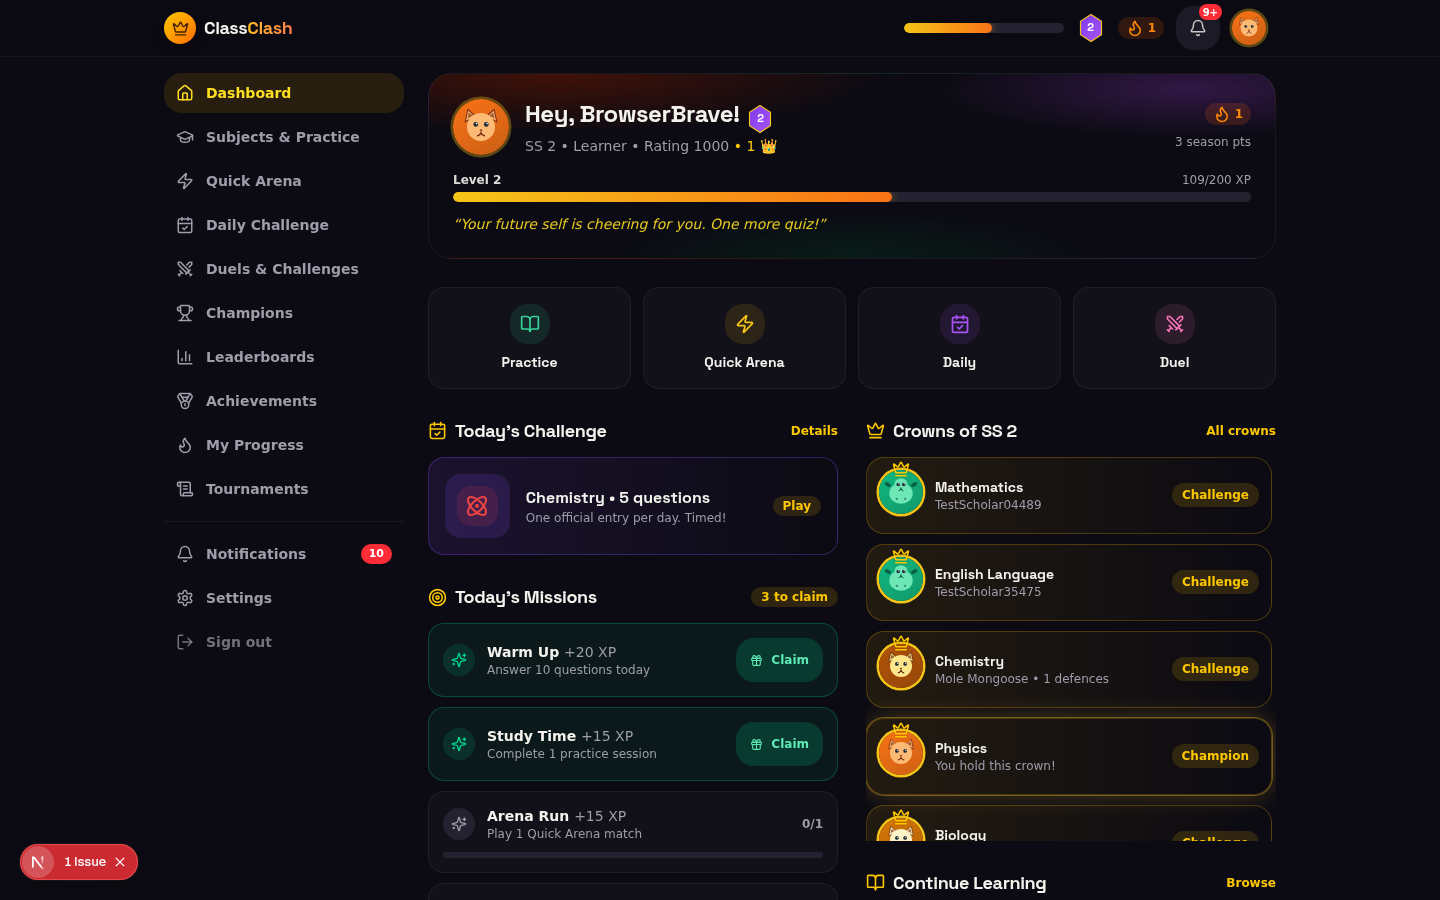 ClassClash
2
1
9+
Dashboard
Subjects & Practice
Quick Arena
Daily Challenge
Duels & Challenges
Champions
Leaderboards
Achievements
My Progress
Tournaments
Notifications
10
Settings
Sign out
Hey, BrowserBrave! 2
SS 2 • Learner • Rating 1000 • 1 👑
1
3 season pts
Level 2
109/200 XP
“Your future self is cheering for you. One more quiz!”
Practice
Quick Arena
Daily
Duel
Today's Challenge
Details
Chemistry • 5 questions
One official entry per day. Timed!
Play
Today's Missions
3 to claim
Warm Up +20 XP
Answer 10 questions today
Claim
Study Time +15 XP
Complete 1 practice session
Claim
Arena Run +15 XP
Play 1 Quick Arena match
0/1
Crowns of SS 2
All crowns
Mathematics
TestScholar04489
Challenge
English Language
TestScholar35475
Challenge
Chemistry
Mole Mongoose • 1 defences
Challenge
Physics
You hold this crown!
Champion
Biology
Challenge
Continue Learning
Browse
N 1 Issue